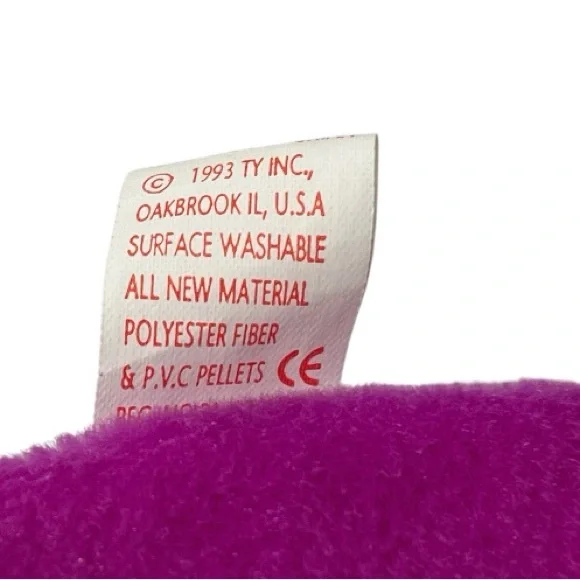 © 1993 TY INC.,
OAKBROOK IL, U.S.A
SURFACE WASHABLE
ALL NEW MATERIAL
POLYESTER FIBER
& P.V.C PELLETS CE